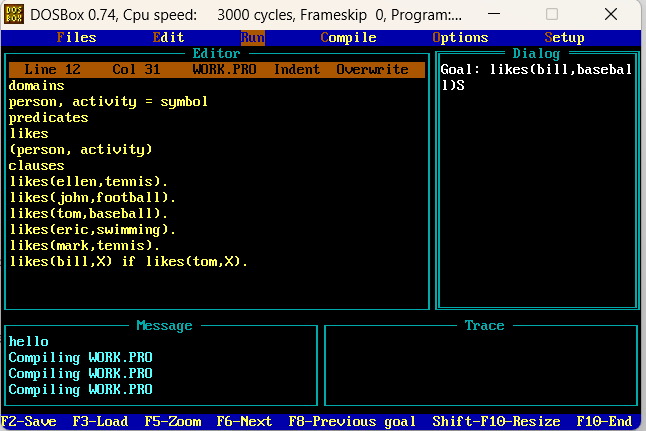 DOS BOX
DOSBox 0.74, Cpu speed: 3000 cycles, Frameskip 0, Program:...
Files Edit Run Compile Options Setup
Editor
Line 12 Col 31 WORK.PRO Indent Overwrite
domains
person, activity = symbol
predicates
likes
(person, activity)
clauses
likes(ellen,tennis).
likes(john,football).
likes(tom,baseball).
likes(eric,swimming).
likes(mark,tennis).
likes(bill,X) if likes(tom,X).
Dialog
Goal: likes(bill,basebal
l)S
Message
hello
Compiling WORK.PRO
Compiling WORK.PRO
Compiling WORK.PRO
Trace
F2-Save F3-Load F5-Zoom F6-Next F8-Previous goal Shift-F10-Resize F10-End